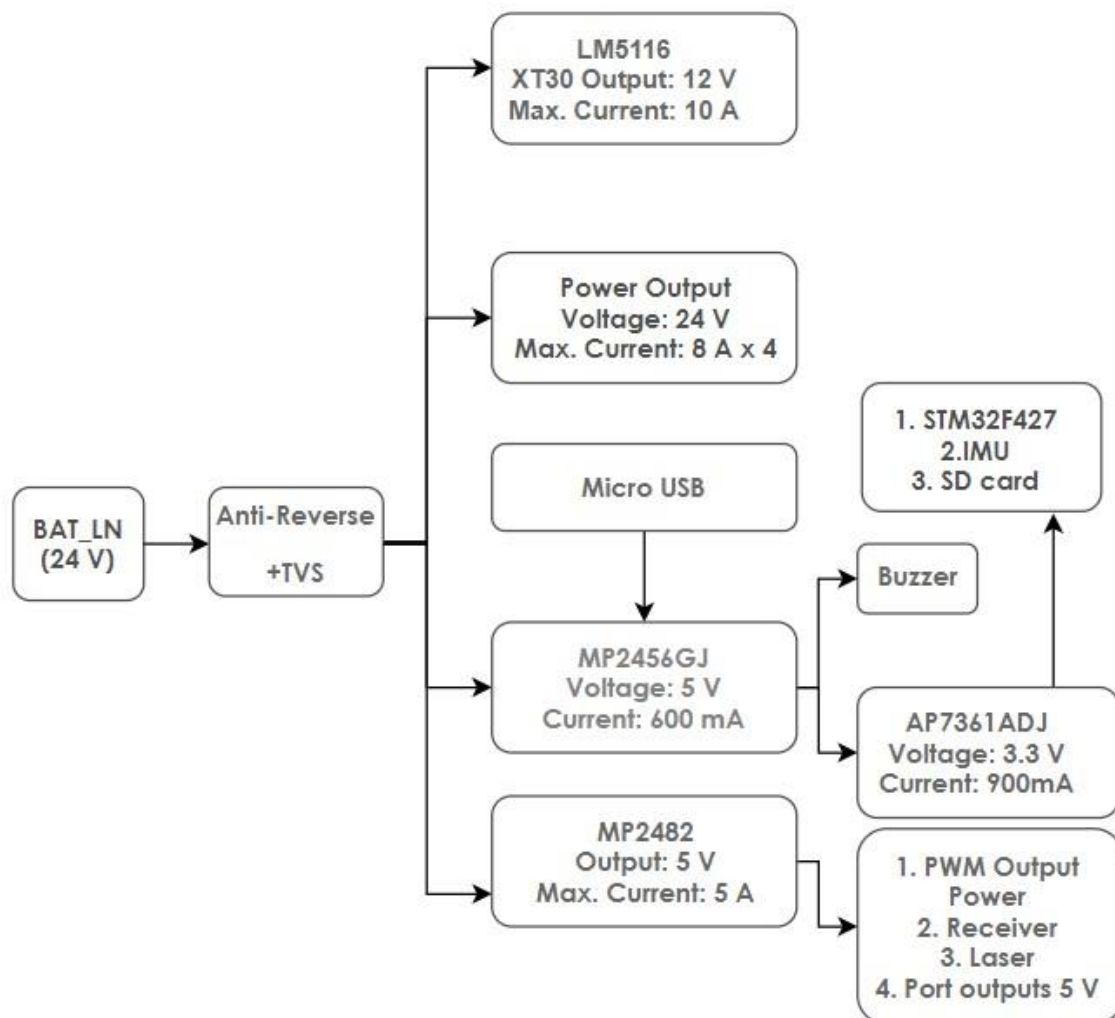 LM5116
XT30 Output: 12 V
Max. Current: 10 A
Power Output
Voltage: 24 V
Max. Current: 8 A x 4
1. STM32F427
2.IMU
3. SD card
Micro USB
BAT_LN
(24 V)
Anti-Reverse
+TVS
Buzzer
MP2456GJ
Voltage: 5 V
Current: 600 mA
AP7361ADJ
Voltage: 3.3 V
Current: 900mA
MP2482
Output: 5 V
Max. Current: 5 A
1. PWM Output
Power
2. Receiver
3. Laser
4. Port outputs 5 V